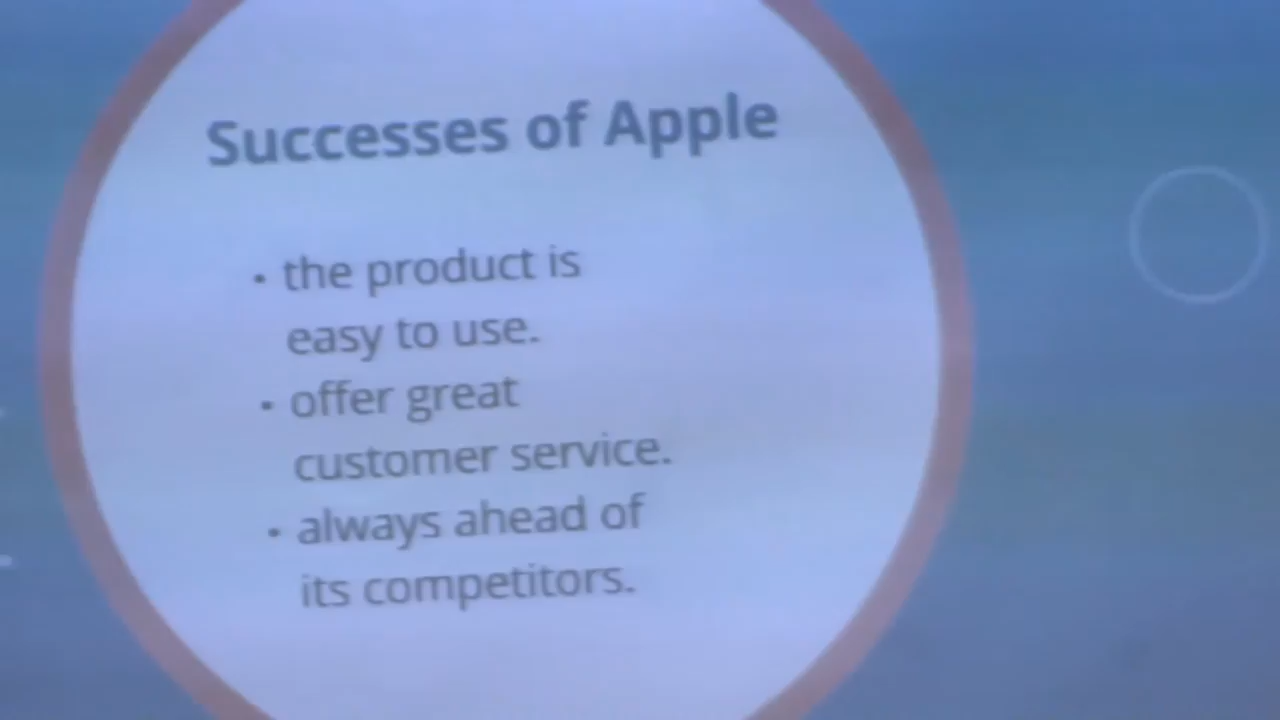 Successes of Apple
• the product is
easy to use.
• offer great
customer service.
• always ahead of
its competitors.